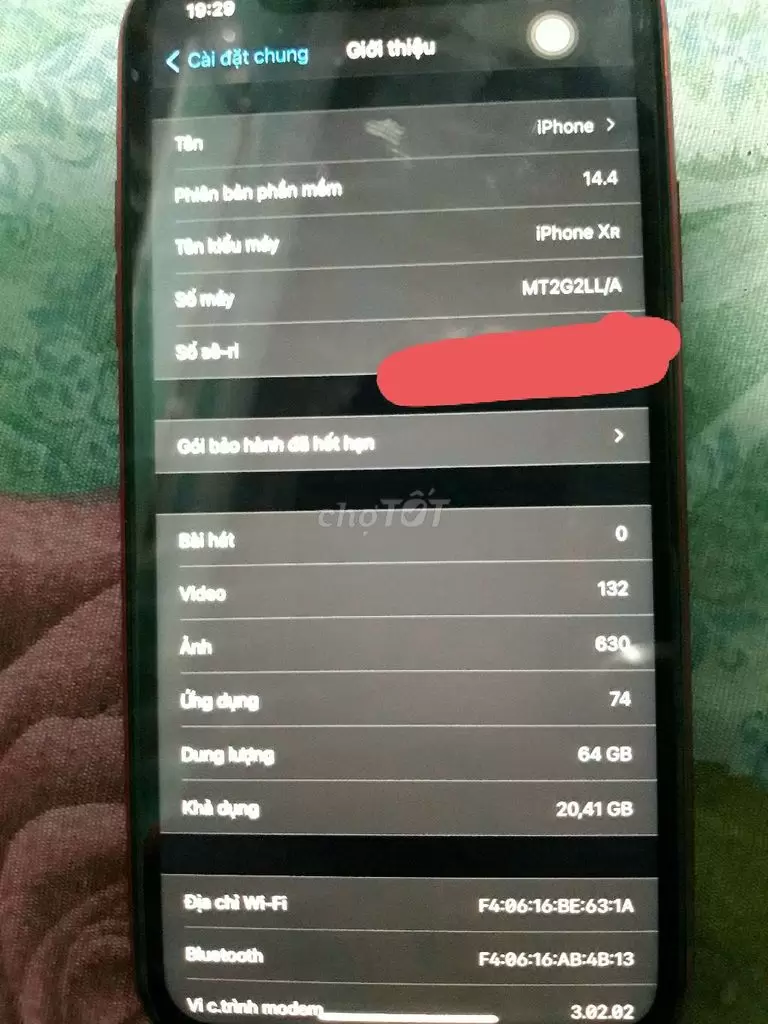 19:29
Cài đặt chung Giới thiệu
Tên iPhone
Phiên bản phần mềm 14.4
Tên kiểu máy iPhone XR
Số máy MT2G2LL/A
Số sê-ri
Gói bảo hành đã hết hạn
chợTỐT
Bài hát 0
Video 132
Ảnh 630
Ứng dụng 74
Dung lượng 64 GB
Khả dụng 20,41 GB
Địa chỉ Wi-Fi F4:06:16:BE:63:1A
Bluetooth F4:06:16:AB:4B:13
Vi c.trình modem 3.02.02